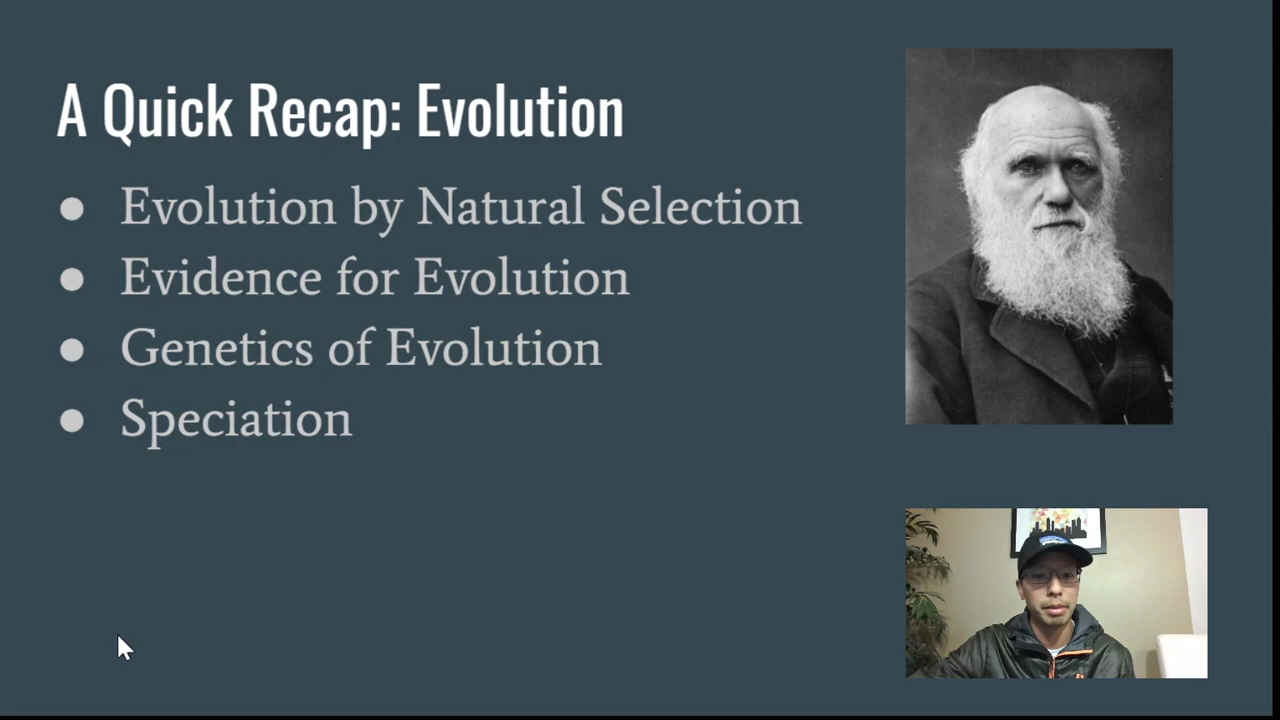 A Quick Recap: Evolution
● Evolution by Natural Selection
● Evidence for Evolution
● Genetics of Evolution
● Speciation